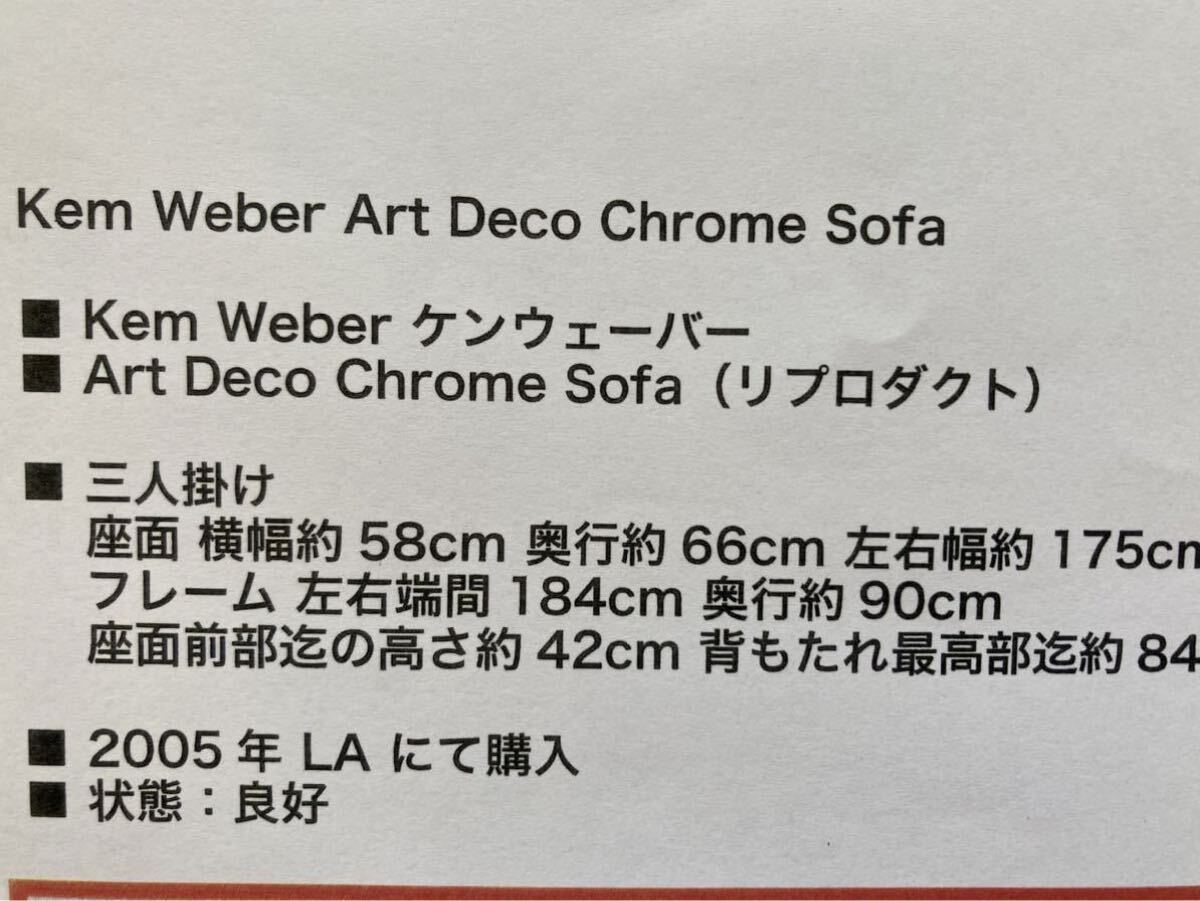 Kem Weber Art Deco Chrome Sofa
■ Kem Weber ケンウェーバー
■ Art Deco Chrome Sofa（リプロダクト）
■ 三人掛け
座面 横幅約 58cm 奥行約 66cm 左右幅約 175cm
フレーム 左右端間 184cm 奥行約 90cm
座面前部迄の高さ約 42cm 背もたれ最高部迄約 84
■ 2005 年 LA にて購入
■ 状態：良好